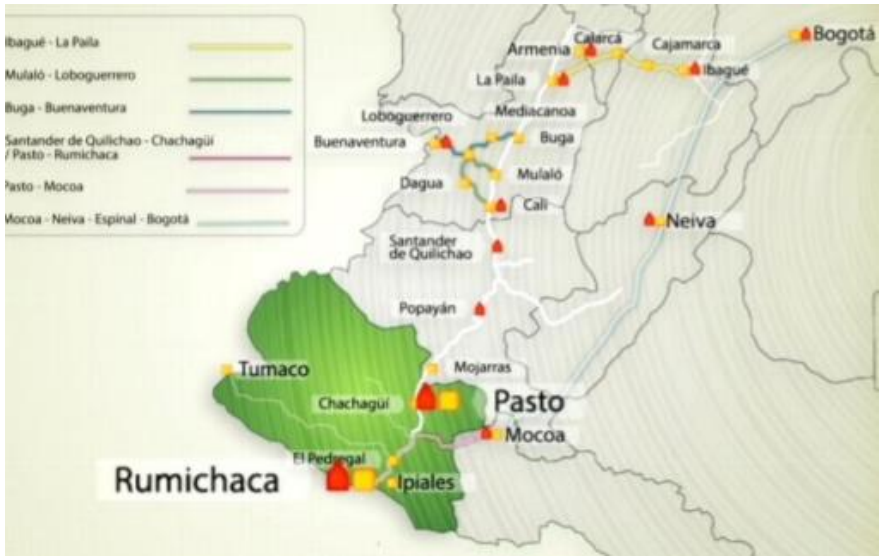 Ibagué - La Paila
Mulaló - Loboguerrero
Buga - Buenaventura
Santander de Quilichao - Chachagüí
/ Pasto - Rumichaca
Pasto - Mocoa
Mocoa - Neiva - Espinal - Bogotá
Bogotá
Calarcá
Armenia
Cajamarca
Ibagué
La Paila
Mediacanoa
Loboguerrero
Buenaventura
Buga
Mulaló
Dagua
Cali
Neiva
Santander
de Quilichao
Popayán
Mojarras
Tumaco
Chachagüí
Pasto
Mocoa
El Pedregal
Rumichaca
Ipiales